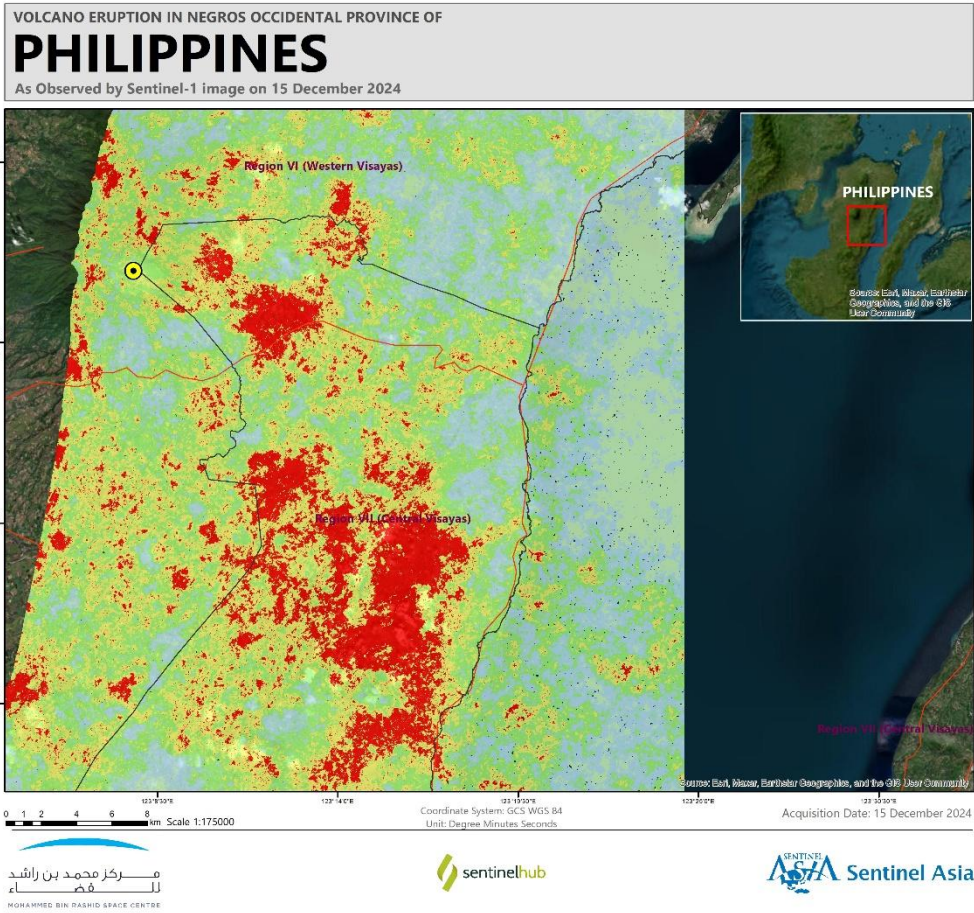 VOLCANO ERUPTION IN NEGROS OCCIDENTAL PROVINCE OF
PHILIPPINES
As Observed by Sentinel-1 image on 15 December 2024
Region VI (Western Visayas)
PHILIPPINES
Source: Esri, Maxar, Earthstar
Geographics, and the GIS
User Community
Region VII (Central Visayas)
Region VII (Central Visayas)
Source: Esri, Maxar, Earthstar Geographics, and the GIS User Community
0 1 2 4 6 8 km Scale 1:175000
Coordinate System: GCS WGS 84
Unit: Degree Minutes Seconds
Acquisition Date: 15 December 2024
مركز محمد بن راشد
للفضاء
MOHAMMED BIN RASHID SPACE CENTRE
sentinelhub
SENTINEL
ASIA
Sentinel Asia